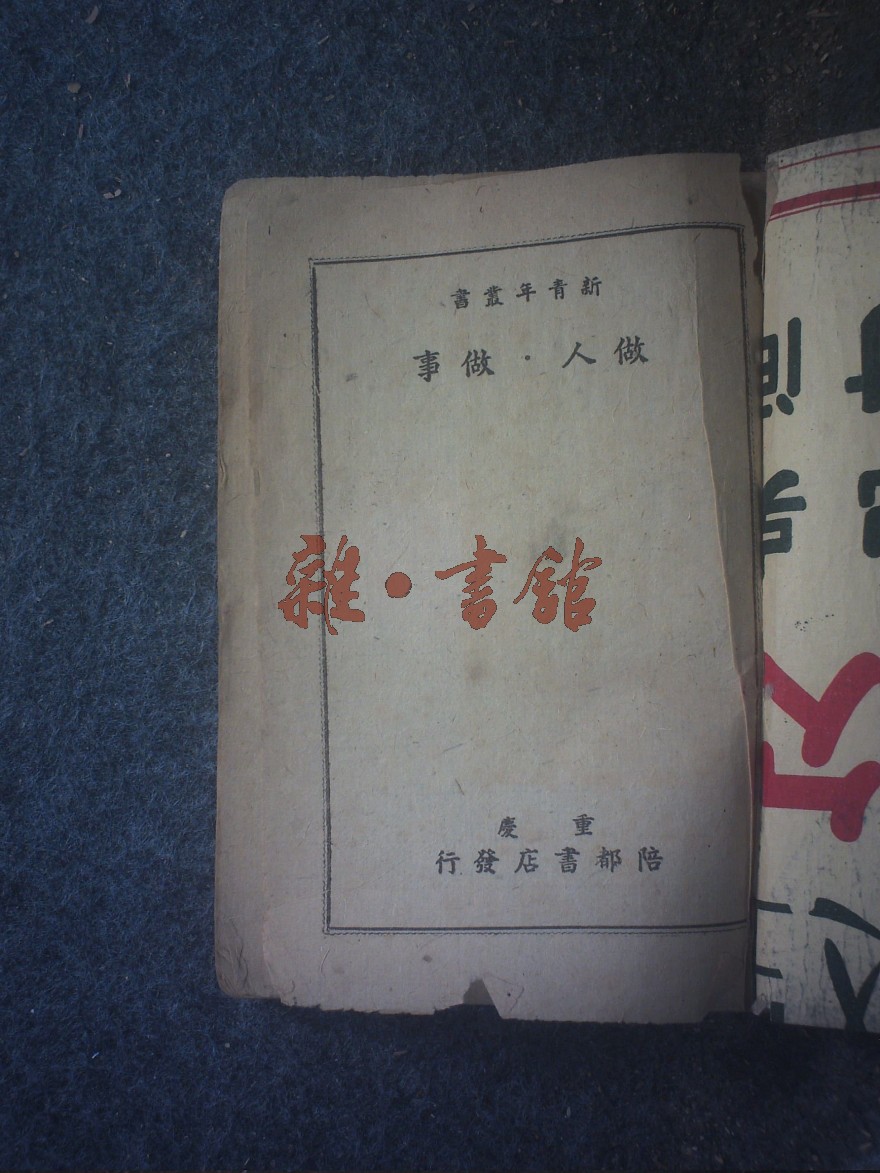 新青年叢書
做人·做事
雜·書館
重慶
陪都書店發行